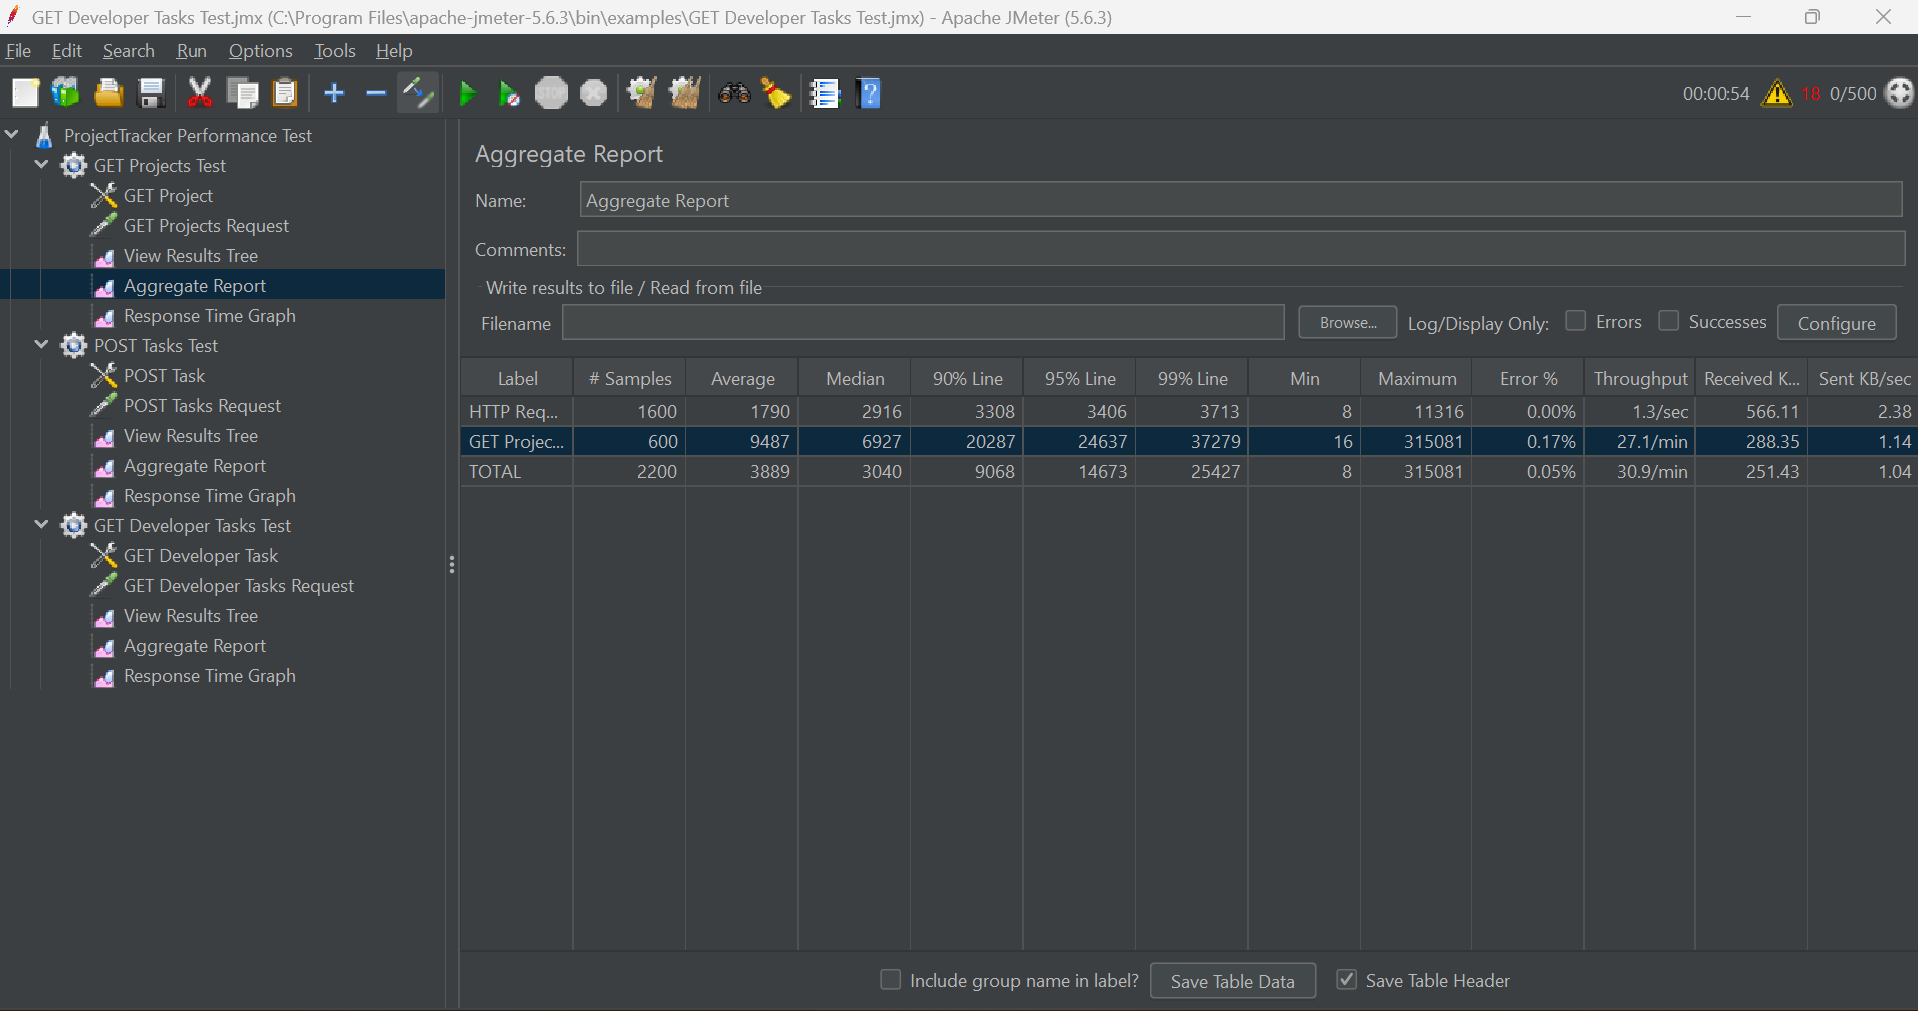 GET Developer Tasks Test.jmx (C:\Program Files\apache-jmeter-5.6.3\bin\examples\GET Developer Tasks Test.jmx) - Apache JMeter (5.6.3)
File Edit Search Run Options Tools Help
STOP 00:00:54 18 0/500
ProjectTracker Performance Test
GET Projects Test
GET Project
GET Projects Request
View Results Tree
Aggregate Report
Response Time Graph
POST Tasks Test
POST Task
POST Tasks Request
View Results Tree
Aggregate Report
Response Time Graph
GET Developer Tasks Test
GET Developer Task
GET Developer Tasks Request
View Results Tree
Aggregate Report
Response Time Graph
Aggregate Report
Name: Aggregate Report
Comments:
Write results to file / Read from file
Filename Browse... Log/Display Only: Errors Successes Configure
Label # Samples Average Median 90% Line 95% Line 99% Line Min Maximum Error % Throughput Received K... Sent KB/sec
HTTP Req... 1600 1790 2916 3308 3406 3713 8 11316 0.00% 1.3/sec 566.11 2.38
GET Projec... 600 9487 6927 20287 24637 37279 16 315081 0.17% 27.1/min 288.35 1.14
TOTAL 2200 3889 3040 9068 14673 25427 8 315081 0.05% 30.9/min 251.43 1.04
Include group name in label? Save Table Data Save Table Header